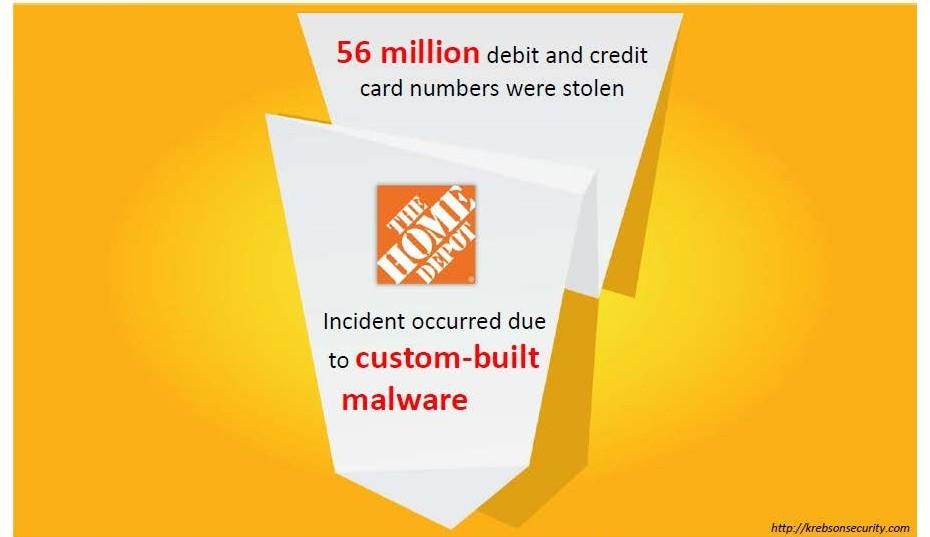 56 million debit and credit
card numbers were stolen
THE
HOME
DEPOT
Incident occurred due
to custom-built
malware
http://krebsonsecurity.com